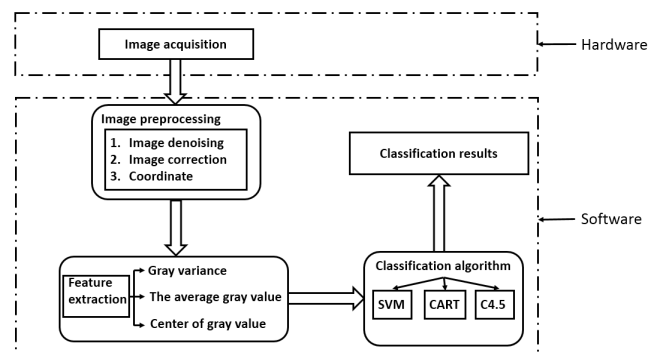 Image acquisition
Hardware
Image preprocessing
1. Image denoising
2. Image correction
3. Coordinate
Classification results
Software
Feature
extraction
Gray variance
The average gray value
Center of gray value
Classification algorithm
SVM
CART
C4.5